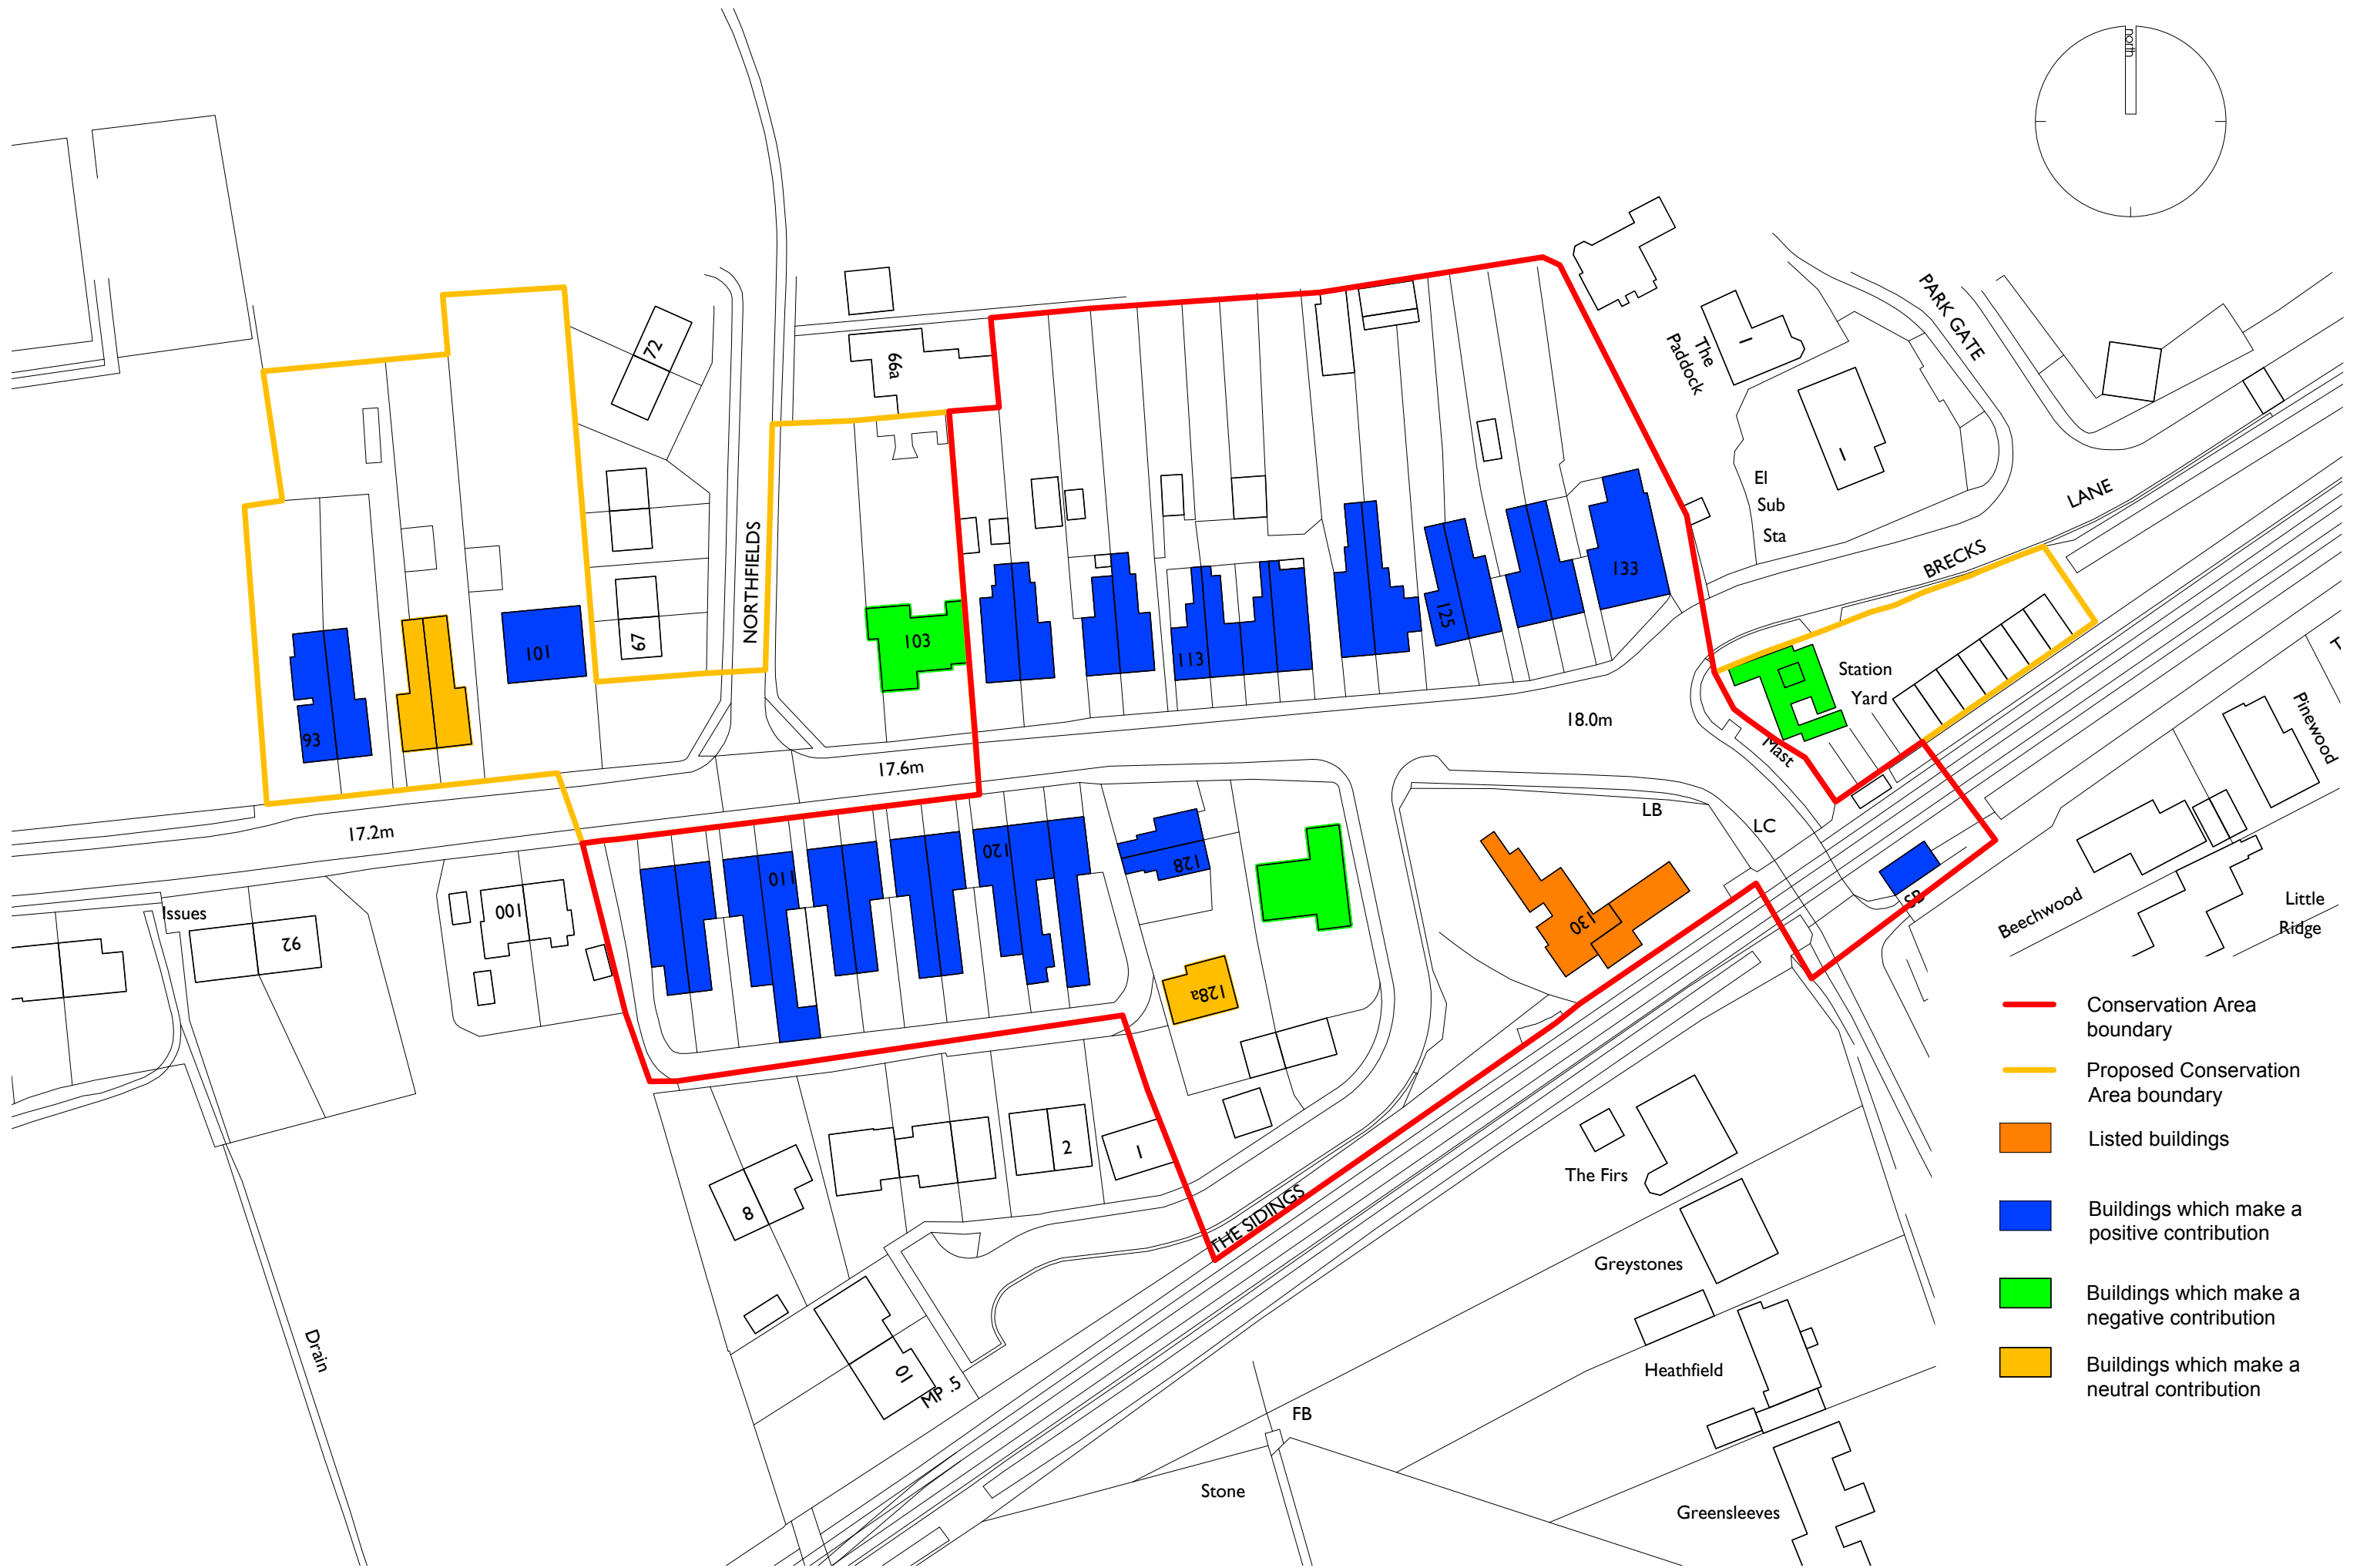 north
PARK GATE
72
66a
The
Paddock
1
1
El
Sub
Sta
LANE
BRECKS
NORTHFIELDS
67
101
103
93
113
125
133
Station
Yard
Mast
18.0m
17.6m
17.2m
Pinewood
T
LB
LC
SB
120
110
128
130
128a
100
Issues
92
Beechwood
Little
Ridge
Conservation Area
boundary
Proposed Conservation
Area boundary
Listed buildings
Buildings which make a
positive contribution
Buildings which make a
negative contribution
Buildings which make a
neutral contribution
2
1
8
The Firs
THE SIDINGS
Greystones
Drain
10
MP .5
Heathfield
FB
Stone
Greensleeves